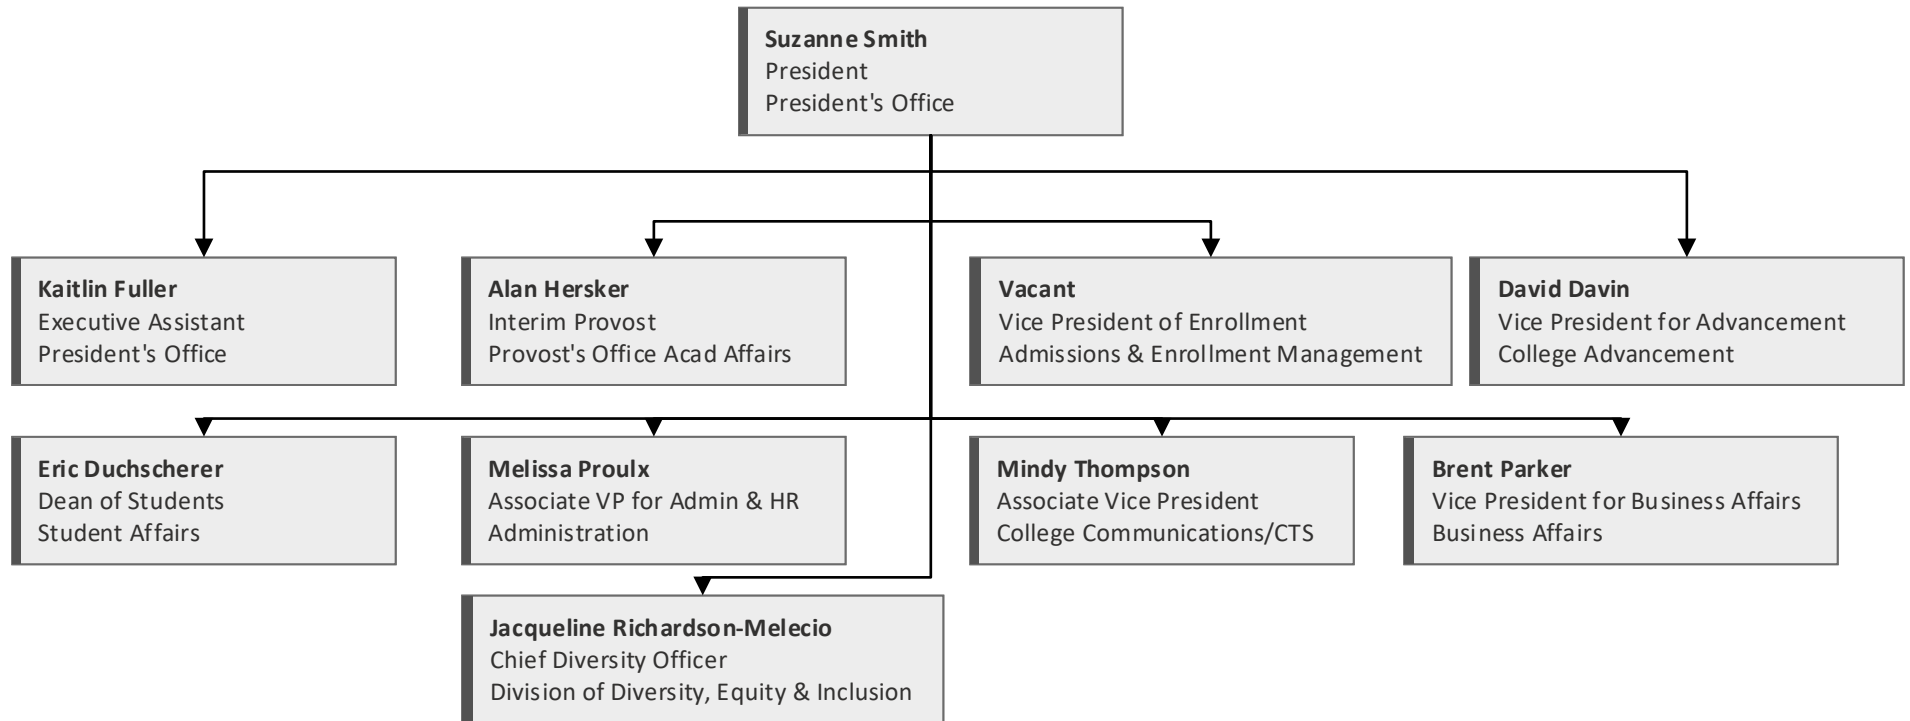 Suzanne Smith
President
President's Office
Kaitlin Fuller
Executive Assistant
President's Office
Alan Hersker
Interim Provost
Provost's Office Acad Affairs
Vacant
Vice President of Enrollment
Admissions & Enrollment Management
David Davin
Vice President for Advancement
College Advancement
Eric Duchscherer
Dean of Students
Student Affairs
Melissa Proulx
Associate VP for Admin & HR
Administration
Mindy Thompson
Associate Vice President
College Communications/CTS
Brent Parker
Vice President for Business Affairs
Business Affairs
Jacqueline Richardson-Melecio
Chief Diversity Officer
Division of Diversity, Equity & Inclusion